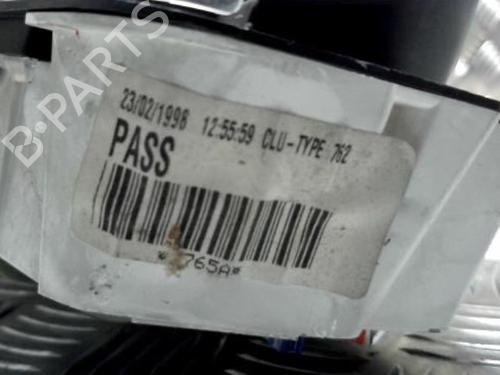 B-PARTS
23/02/1998 12:55:59 CLU-TYPE 762
PASS
*765A*